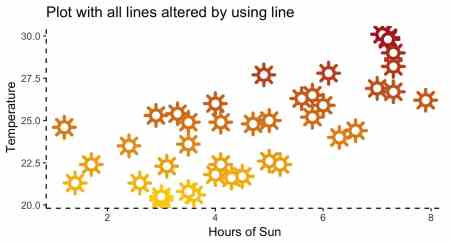 Plot with all lines altered by using line
30.0
27.5
25.0
22.5
20.0
Temperature
2 4 6 8
Hours of Sun